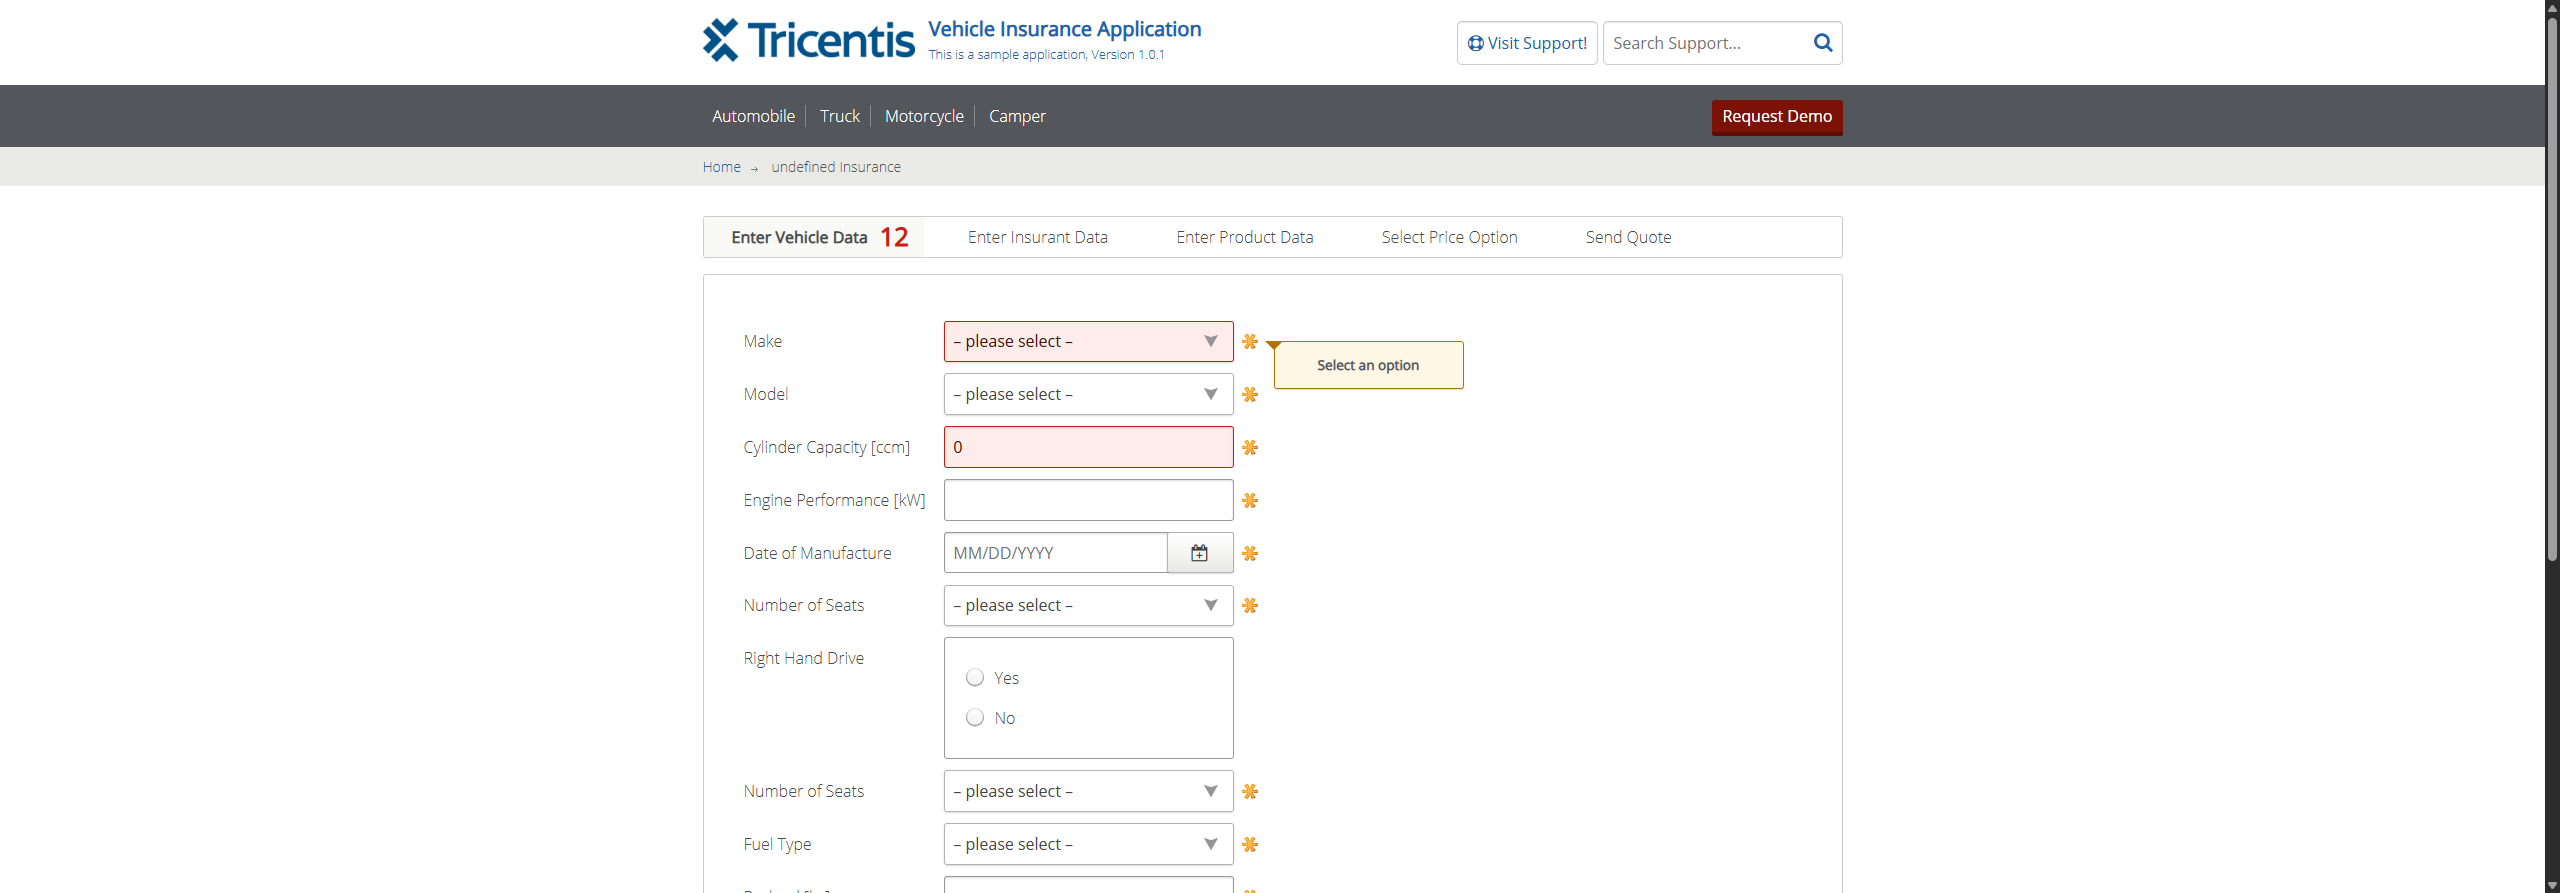 Tricentis
Vehicle Insurance Application
This is a sample application, Version 1.0.1
Visit Support!
Search Support...
Automobile
Truck
Motorcycle
Camper
Request Demo
Home → undefined Insurance
Enter Vehicle Data 12
Enter Insurant Data
Enter Product Data
Select Price Option
Send Quote
Make
– please select –
Select an option
Model
– please select –
Cylinder Capacity [ccm]
0
Engine Performance [kW]
Date of Manufacture
MM/DD/YYYY
Number of Seats
– please select –
Right Hand Drive
Yes
No
Number of Seats
– please select –
Fuel Type
– please select –